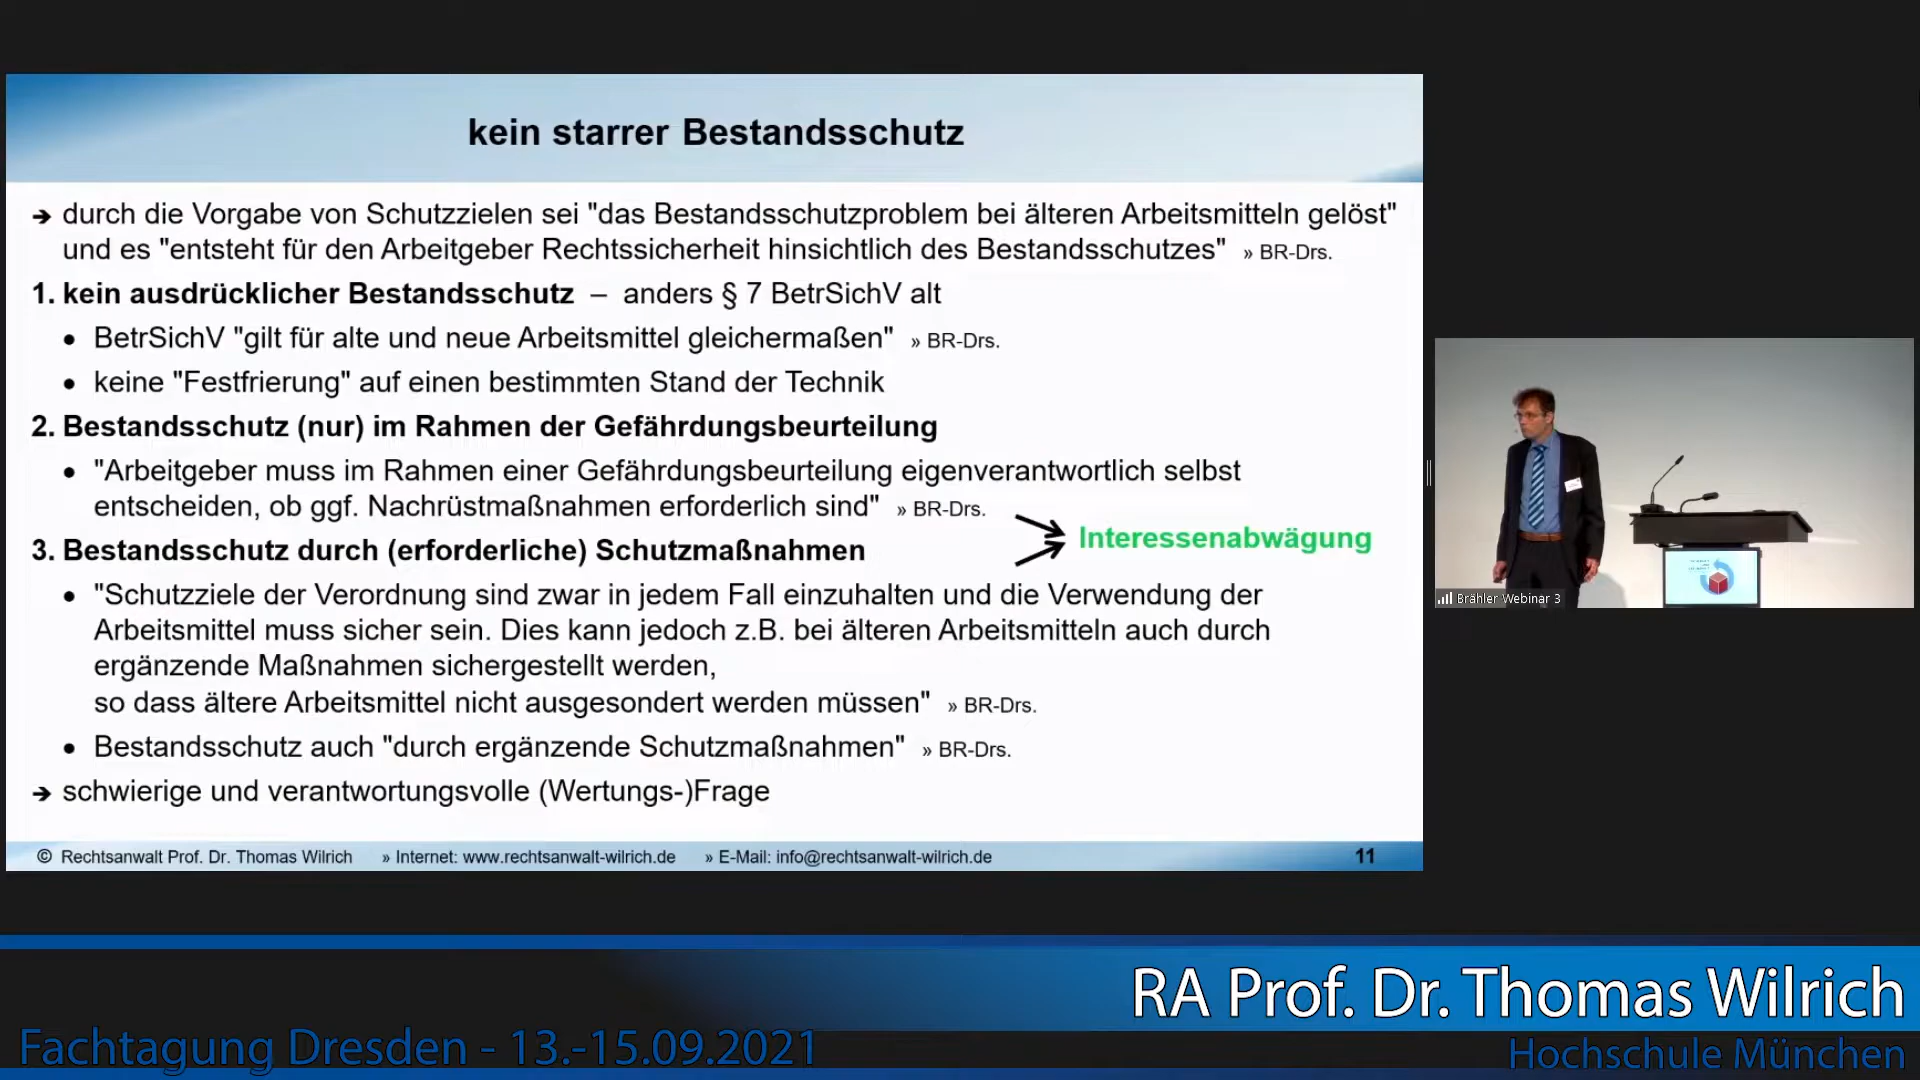 kein starrer Bestandsschutz
➔ durch die Vorgabe von Schutzzielen sei "das Bestandsschutzproblem bei älteren Arbeitsmitteln gelöst"
und es "entsteht für den Arbeitgeber Rechtssicherheit hinsichtlich des Bestandsschutzes" » BR-Drs.
1. kein ausdrücklicher Bestandsschutz – anders § 7 BetrSichV alt
• BetrSichV "gilt für alte und neue Arbeitsmittel gleichermaßen" » BR-Drs.
• keine "Festfrierung" auf einen bestimmten Stand der Technik
2. Bestandsschutz (nur) im Rahmen der Gefährdungsbeurteilung
• "Arbeitgeber muss im Rahmen einer Gefährdungsbeurteilung eigenverantwortlich selbst
entscheiden, ob ggf. Nachrüstmaßnahmen erforderlich sind" » BR-Drs.
Interessenabwägung
3. Bestandsschutz durch (erforderliche) Schutzmaßnahmen
• "Schutzziele der Verordnung sind zwar in jedem Fall einzuhalten und die Verwendung der
Arbeitsmittel muss sicher sein. Dies kann jedoch z.B. bei älteren Arbeitsmitteln auch durch
ergänzende Maßnahmen sichergestellt werden,
so dass ältere Arbeitsmittel nicht ausgesondert werden müssen" » BR-Drs.
• Bestandsschutz auch "durch ergänzende Schutzmaßnahmen" » BR-Drs.
➔ schwierige und verantwortungsvolle (Wertungs-)Frage
© Rechtsanwalt Prof. Dr. Thomas Wilrich » Internet: www.rechtsanwalt-wilrich.de » E-Mail: info@rechtsanwalt-wilrich.de 11
Brähler Webinar 3
RA Prof. Dr. Thomas Wilrich
Fachtagung Dresden - 13.-15.09.2021
Hochschule München